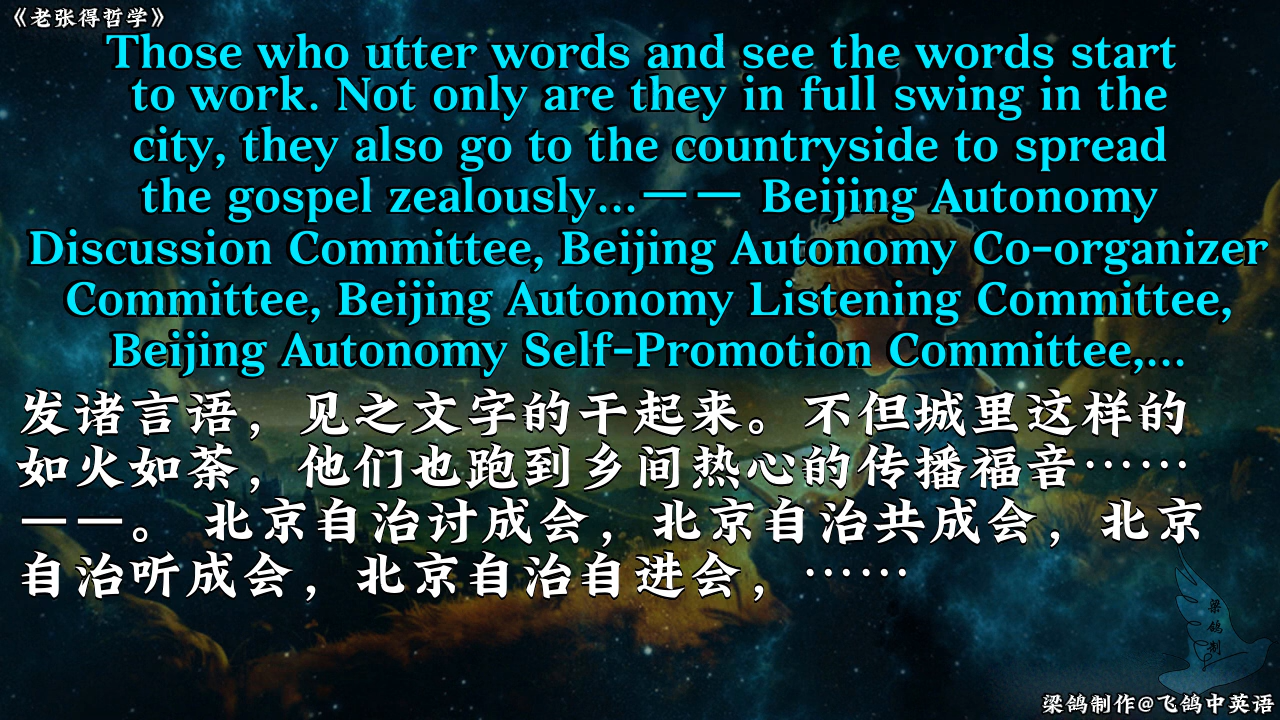 《老张得哲学》
Those who utter words and see the words start
to work. Not only are they in full swing in the
city, they also go to the countryside to spread
the gospel zealously...—— Beijing Autonomy
Discussion Committee, Beijing Autonomy Co-organizer
Committee, Beijing Autonomy Listening Committee,
Beijing Autonomy Self-Promotion Committee,...
发诸言语，见之文字的干起来。不但城里这样的
如火如荼，他们也跑到乡间热心的传播福音……
——。 北京自治讨成会，北京自治共成会，北京
自治听成会，北京自治自进会，……
梁
鸽
制
梁鸽制作@飞鸽中英语